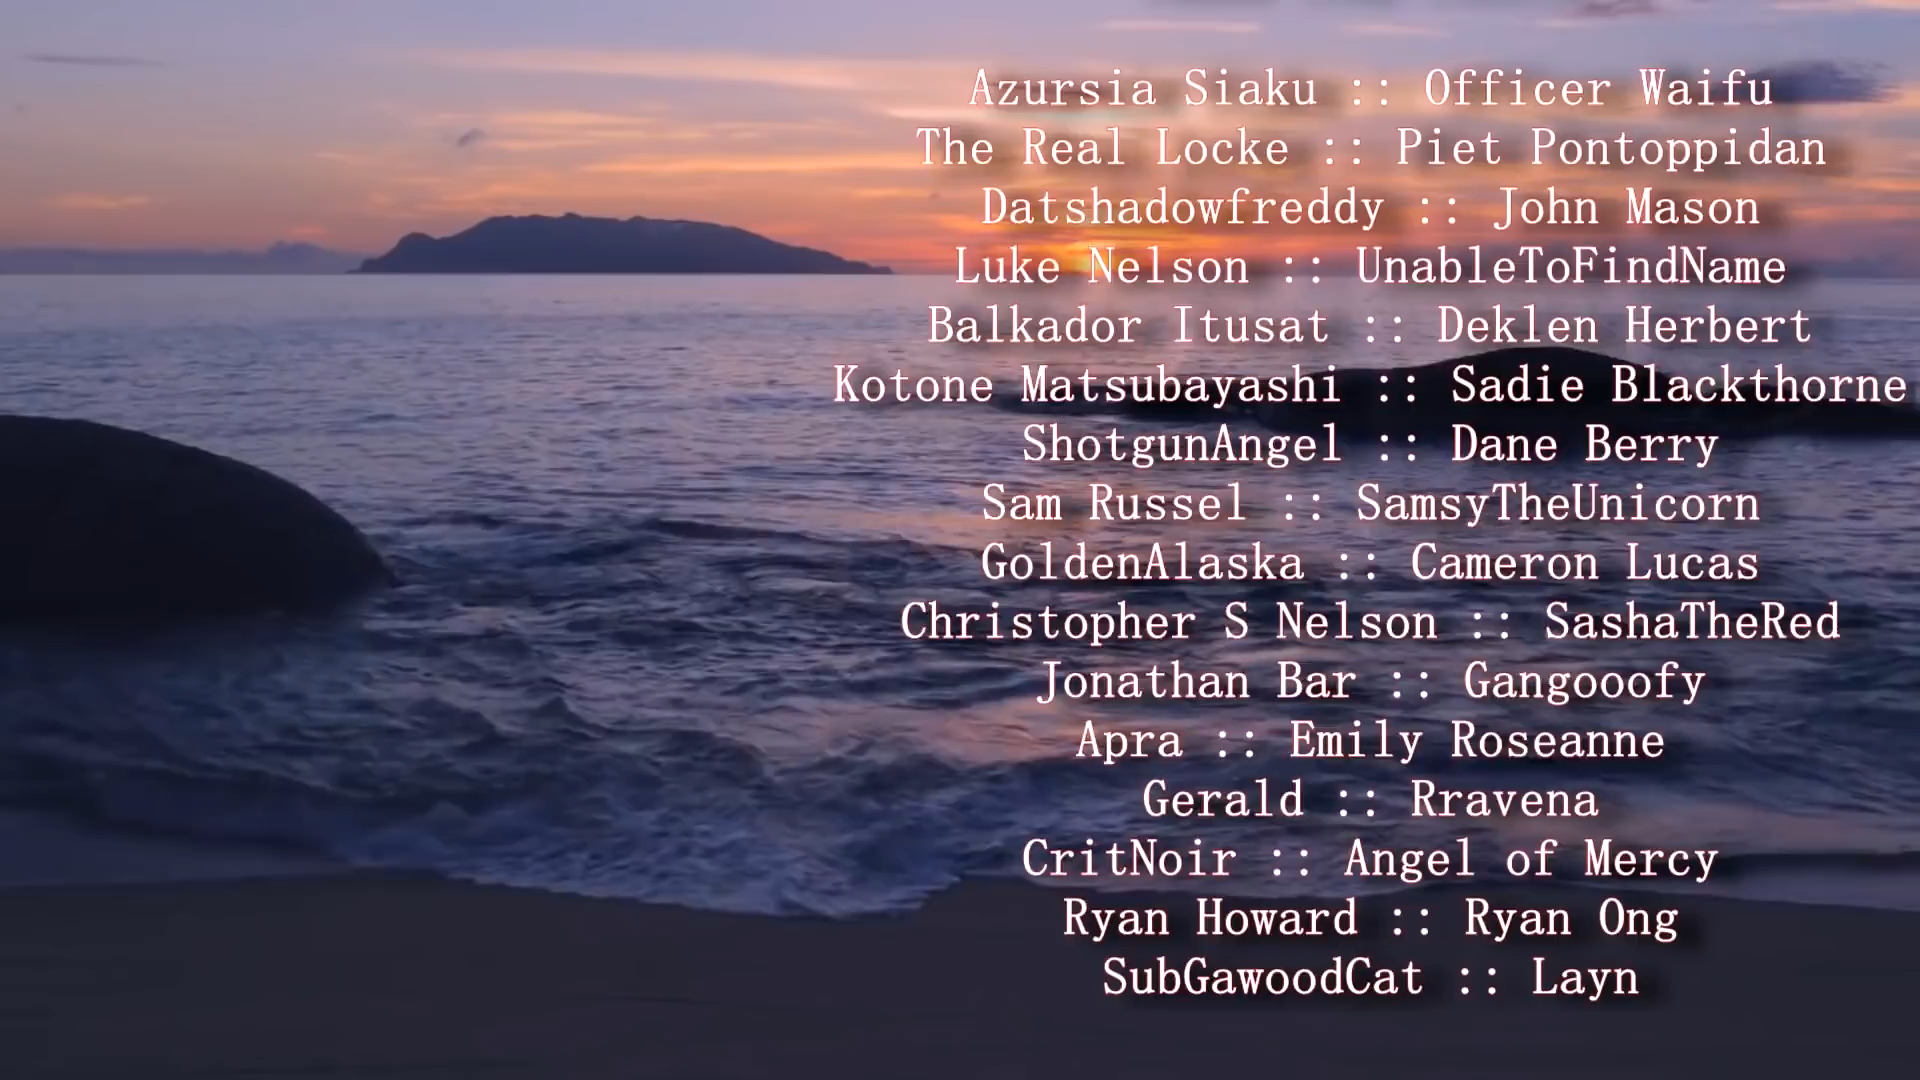 Azursia Siaku :: Officer Waifu
The Real Locke :: Piet Pontoppidan
Datshadowfreddy :: John Mason
Luke Nelson :: UnableToFindName
Balkador Itusat :: Deklen Herbert
Kotone Matsubayashi :: Sadie Blackthorne
ShotgunAngel :: Dane Berry
Sam Russel :: SamsyTheUnicorn
GoldenAlaska :: Cameron Lucas
Christopher S Nelson :: SashaTheRed
Jonathan Bar :: Gangooofy
Apra :: Emily Roseanne
Gerald :: Rravena
CritNoir :: Angel of Mercy
Ryan Howard :: Ryan Ong
SubGawoodCat :: Layn